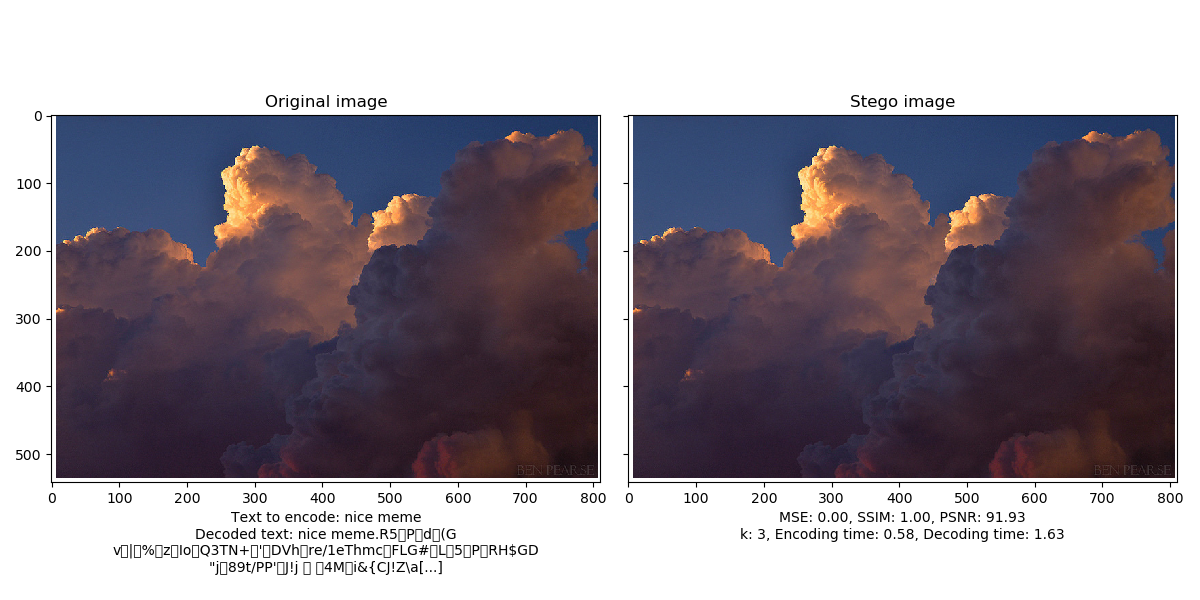 Original image
Stego image
0
100
200
300
400
500
BEN PEARSE
BEN PEARSE
0 100 200 300 400 500 600 700 800
0 100 200 300 400 500 600 700 800
Text to encode: nice meme
Decoded text: nice meme.R5▯P▯d▯(G
v▯|▯%▯z▯Io▯Q3TN+▯'▯DVh▯re/1eThmc▯FLG#▯L▯5▯P▯RH$GD
"j▯89t/PP'▯J!j ▯ ▯4M▯i&{CJ!Z\a[...]
MSE: 0.00, SSIM: 1.00, PSNR: 91.93
k: 3, Encoding time: 0.58, Decoding time: 1.63